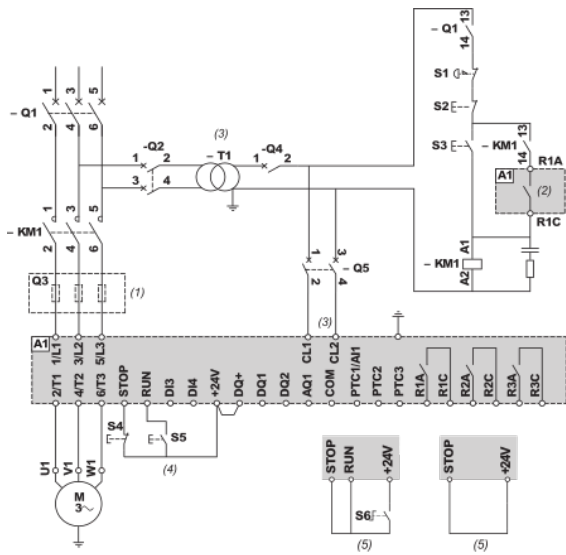 – Q1
13
14
1
3
5
– Q1
2
4
6
S1
S2
S3
13
– KM1
14
R1A
A1
(2)
R1C
(3)
-Q2
1
2
3
4
– T1
-Q4
1
2
1
3
5
– KM1
2
4
6
1
3
– Q5
2
4
A1
– KM1
A2
Q3
(1)
(3)
A1
1/L1
3/L2
5/L3
CL1
CL2
2/T1
4/T2
6/T3
STOP
RUN
DI3
DI4
+24V
DQ+
DQ1
DQ2
AQ1
COM
PTC1/AI1
PTC2
PTC3
R1A
R1C
R2A
R2C
R3A
R3C
S4
S5
(4)
U1
V1
W1
M
3
STOP
RUN
+24V
S6
(5)
STOP
+24V
(5)